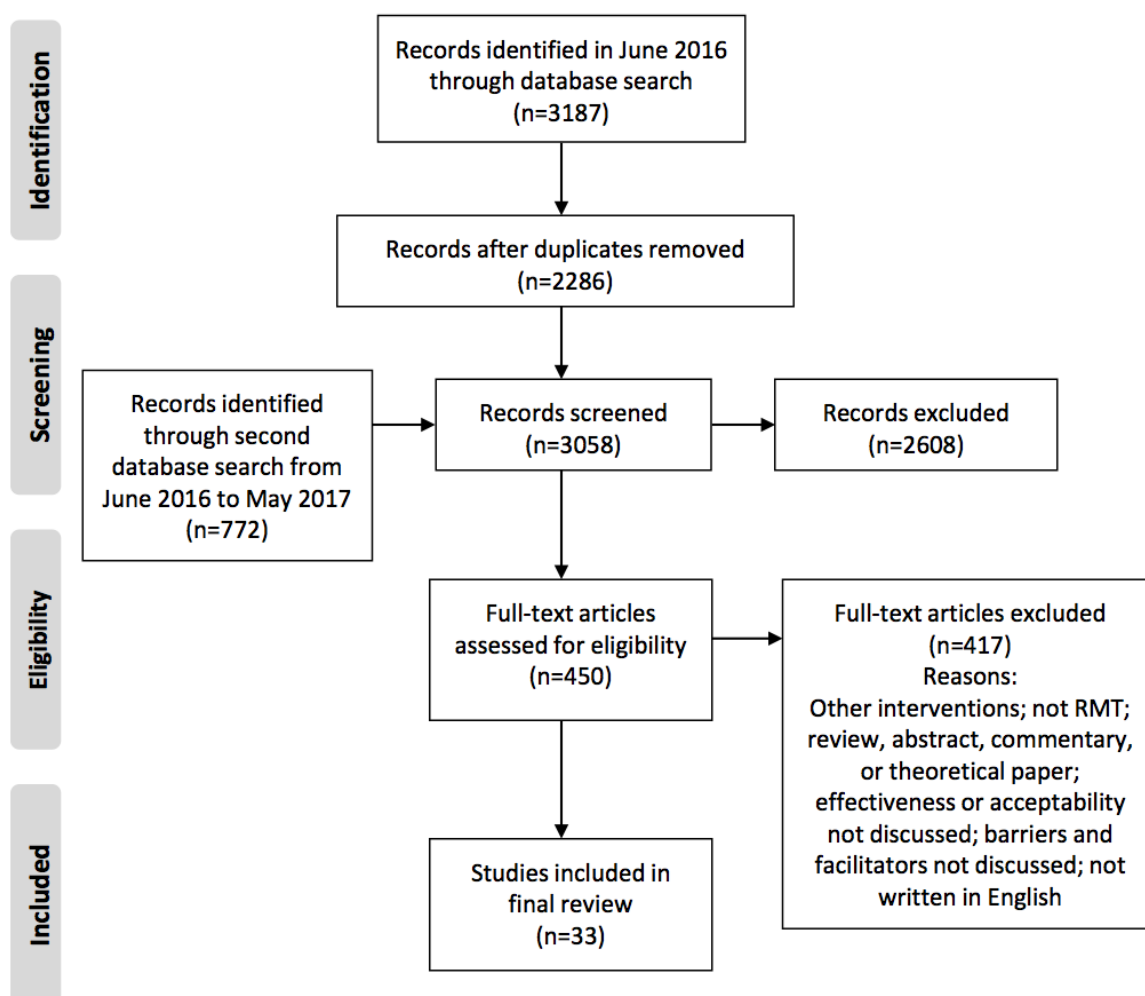 Identification
Records identified in June 2016
through database search
(n=3187)
Records after duplicates removed
(n=2286)
Screening
Records identified
through second
database search from
June 2016 to May 2017
(n=772)
Records screened
(n=3058)
Records excluded
(n=2608)
Eligibility
Full-text articles
assessed for eligibility
(n=450)
Full-text articles excluded
(n=417)
Reasons:
Other interventions; not RMT;
review, abstract, commentary,
or theoretical paper;
effectiveness or acceptability
not discussed; barriers and
facilitators not discussed; not
written in English
Included
Studies included in
final review
(n=33)